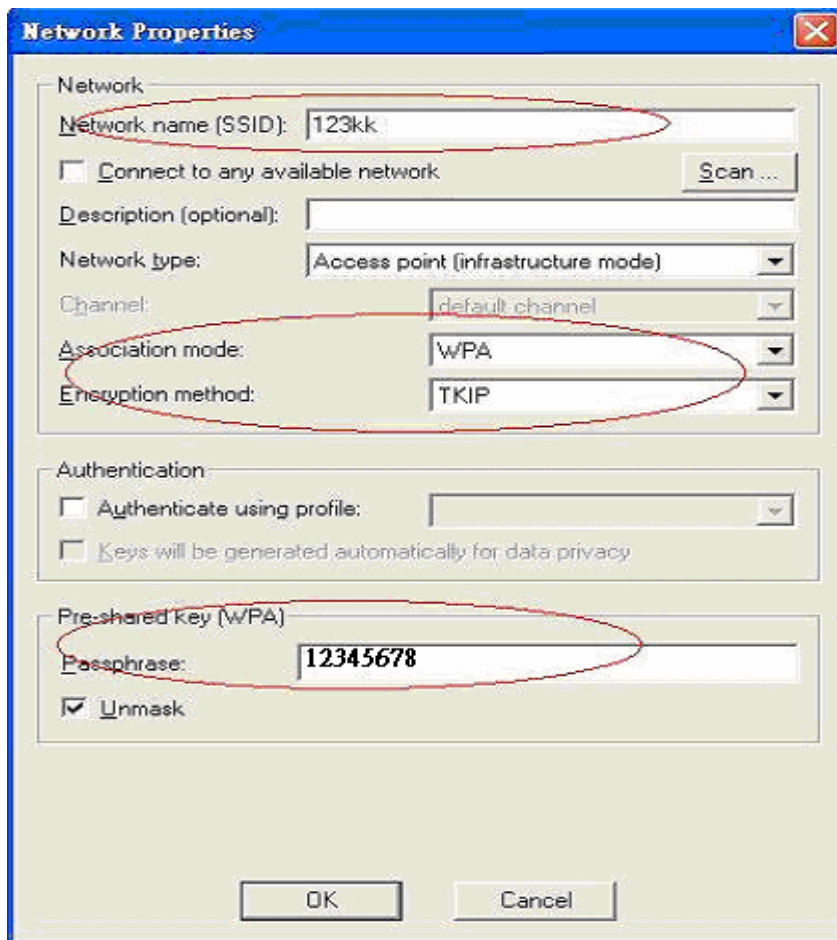 Network Properties
Network
Network name (SSID): 123kk
Connect to any available network Scan ...
Description (optional):
Network type: Access point (infrastructure mode)
Channel: default channel
Association mode: WPA
Encryption method: TKIP
Authentication
Authenticate using profile:
Keys will be generated automatically for data privacy
Pre-shared Key (WPA)
Passphrase: 12345678
Unmask
OK Cancel